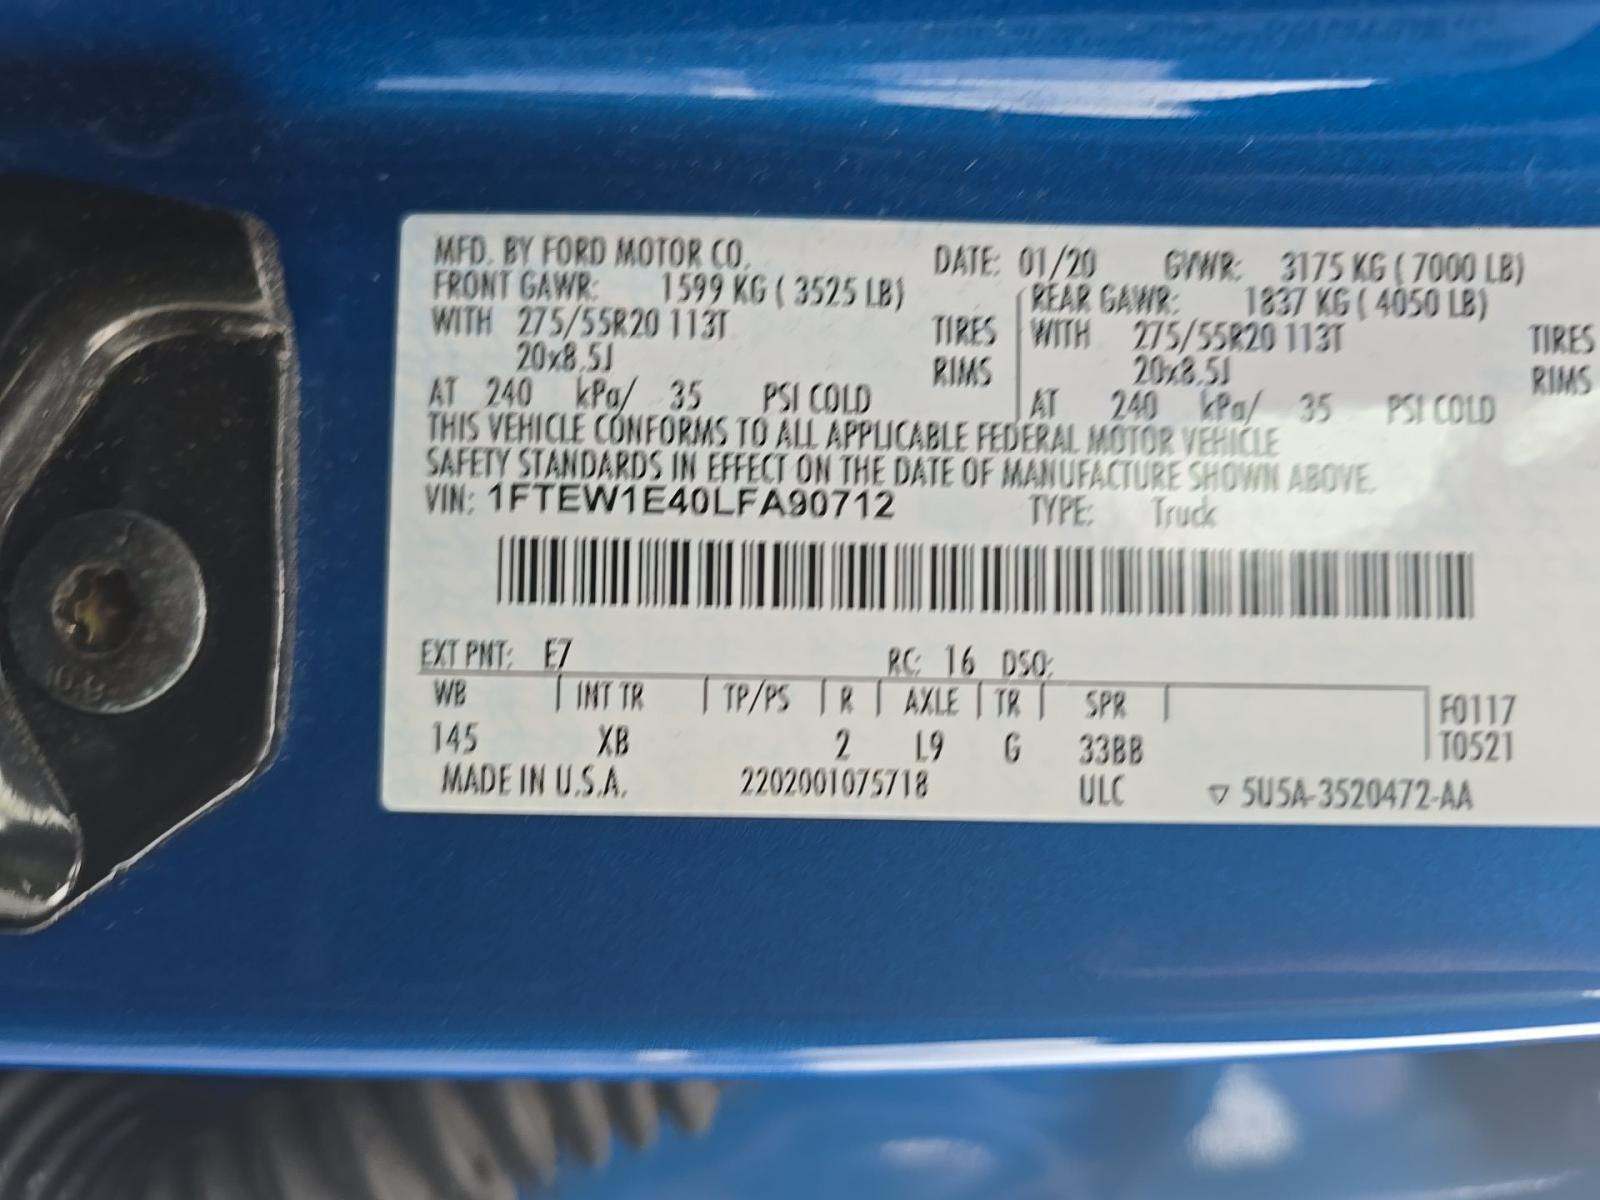 MFD. BY FORD MOTOR CO. DATE: 01/20 GVWR: 3175 KG ( 7000 LB)
FRONT GAWR: 1599 KG ( 3525 LB) REAR GAWR: 1837 KG ( 4050 LB)
WITH 275/55R20 113T TIRES WITH 275/55R20 113T TIRES
20x8.5J RIMS 20x8.5J RIMS
AT 240 kPa/ 35 PSI COLD AT 240 kPa/ 35 PSI COLD
THIS VEHICLE CONFORMS TO ALL APPLICABLE FEDERAL MOTOR VEHICLE
SAFETY STANDARDS IN EFFECT ON THE DATE OF MANUFACTURE SHOWN ABOVE.
VIN: 1FTEW1E40LFA90712 TYPE: Truck
EXT PNT: E7 RC: 16 DSO:
WB INT TR TP/PS R AXLE TR SPR F0117
145 XB 2 L9 G 33BB T0521
MADE IN U.S.A. 2202001075718 ULC ▽ 5U5A-3520472-AA
10.9